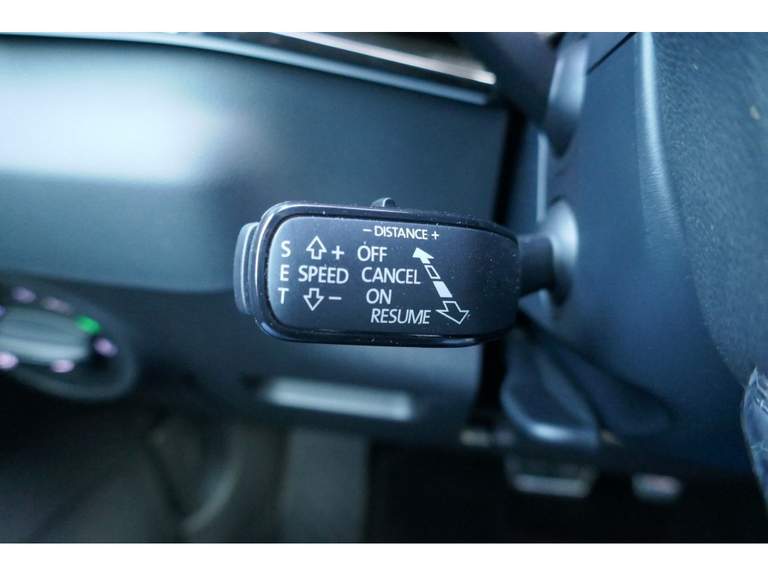 - DISTANCE +
S + OFF
E SPEED CANCEL
T - ON
RESUME